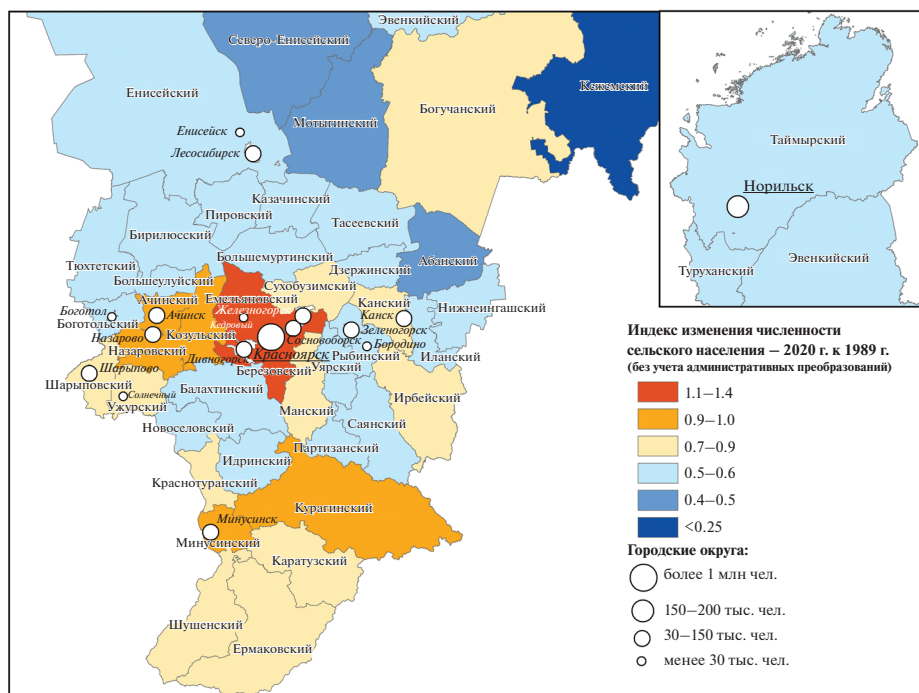 Эвенкийский
Северо-Енисейский
Енисейский
Кежемский
Богучанский
Мотыгинский
Енисейск
Лесосибирск
Казачинский
Пировский
Тасеевский
Бирилюсский
Большемуртинский
Абанский
Тюхтетский
Дзержинский
Большеулуйский
Сухобузимский
Нижнеингашский
Ачинский
Емельяновский
Канский
Боготол
Ачинск
Железногор
Канск
Боготольский
Кедровый
Зеленогорск
Назарово
Козульский
Сосновоборск
Бородино
Назаровский
Дивногорск
Красноярск
Рыбинский
Иланский
Шарыпово
Березовский
Уярский
Шарыповский
Балахтинский
Ирбейский
Солнечный
Ужурский
Манский
Новоселовский
Саянский
Партизанский
Идринский
Краснотуранский
Курагинский
Минусинск
Минусинский
Каратузский
Шушенский
Ермаковский
Таймырский
Норильск
Эвенкийский
Туруханский
Индекс изменения численности
сельского населения – 2020 г. к 1989 г.
(без учета административных преобразований)
1.1–1.4
0.9–1.0
0.7–0.9
0.5–0.6
0.4–0.5
<0.25
Городские округа:
более 1 млн чел.
150–200 тыс. чел.
30–150 тыс. чел.
менее 30 тыс. чел.